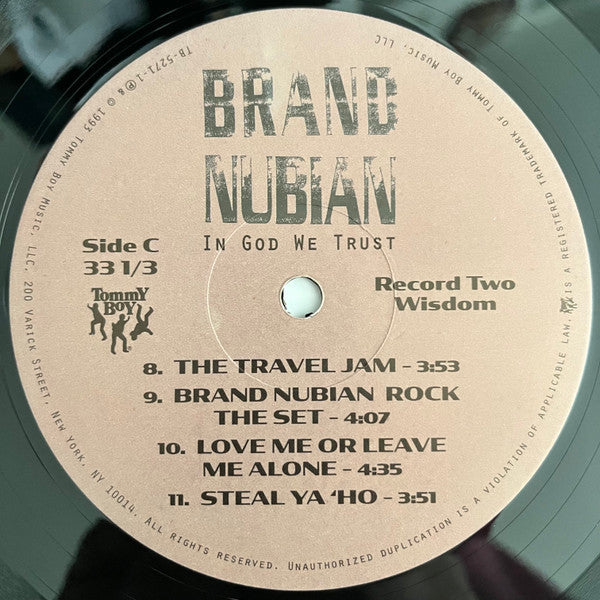 BRAND
NUBIAN
IN GOD WE TRUST
Side C
33 1/3
TOMMY
BOY
Record Two
Wisdom
8. THE TRAVEL JAM – 3:53
9. BRAND NUBIAN ROCK
THE SET – 4:07
10. LOVE ME OR LEAVE
ME ALONE – 4:35
11. STEAL YA ‘HO – 3:51
TB-5271-1 ℗ & © 1993 TOMMY BOY MUSIC, LLC, 200 VARICK STREET, NEW YORK, NY 10014. ALL RIGHTS RESERVED. UNAUTHORIZED DUPLICATION IS A VIOLATION OF APPLICABLE LAW. IS A REGISTERED TRADEMARK OF TOMMY BOY MUSIC, LLC